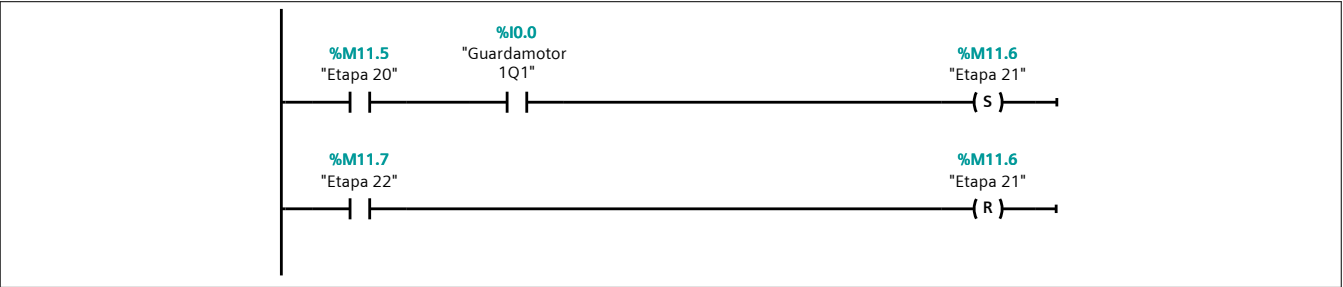 %I0.0
%M11.5
"Guardamotor
%M11.6
"Etapa 20"
1Q1"
"Etapa 21"
S
%M11.7
%M11.6
"Etapa 22"
"Etapa 21"
R